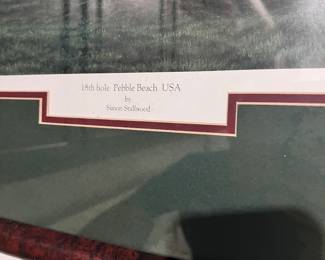 18th hole Pebble Beach USA
by
Simon Stallwood